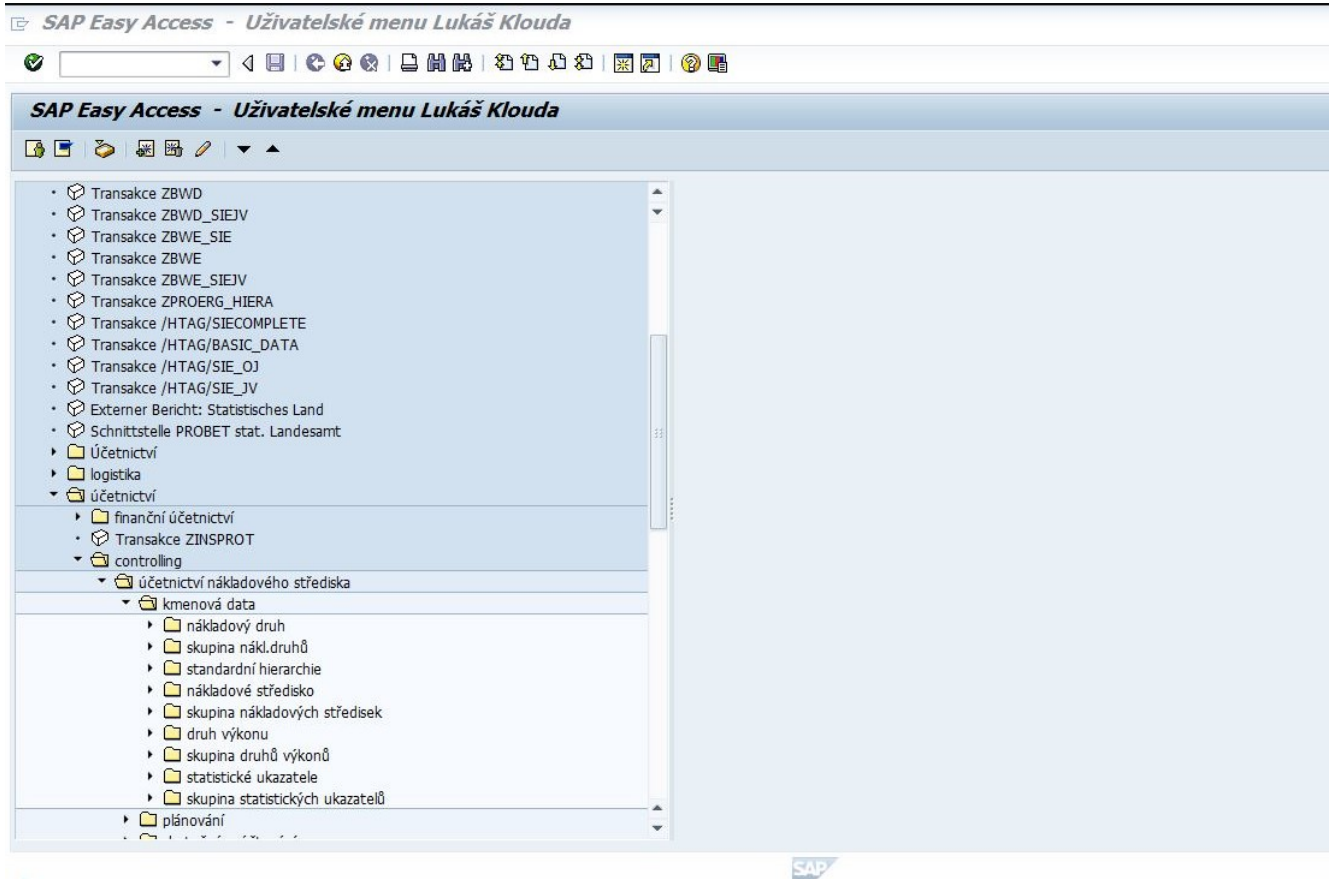 SAP Easy Access - Uživatelské menu Lukáš Klouda
SAP Easy Access - Uživatelské menu Lukáš Klouda
Transakce ZBWD
Transakce ZBWD_SIEJV
Transakce ZBWE_SIE
Transakce ZBWE
Transakce ZBWE_SIEJV
Transakce ZPROERG_HIERA
Transakce /HTAG/SIECOMPLETE
Transakce /HTAG/BASIC_DATA
Transakce /HTAG/SIE_OJ
Transakce /HTAG/SIE_JV
Externer Bericht: Statistisches Land
Schnittstelle PROBET stat. Landesamt
Účetnictví
logistika
účetnictví
finanční účetnictví
Transakce ZINSPROT
controlling
účetnictví nákladového střediska
kmenová data
nákladový druh
skupina nákl.druhů
standardní hierarchie
nákladové středisko
skupina nákladových středisek
druh výkonu
skupina druhů výkonů
statistické ukazatele
skupina statistických ukazatelů
plánování
SAP